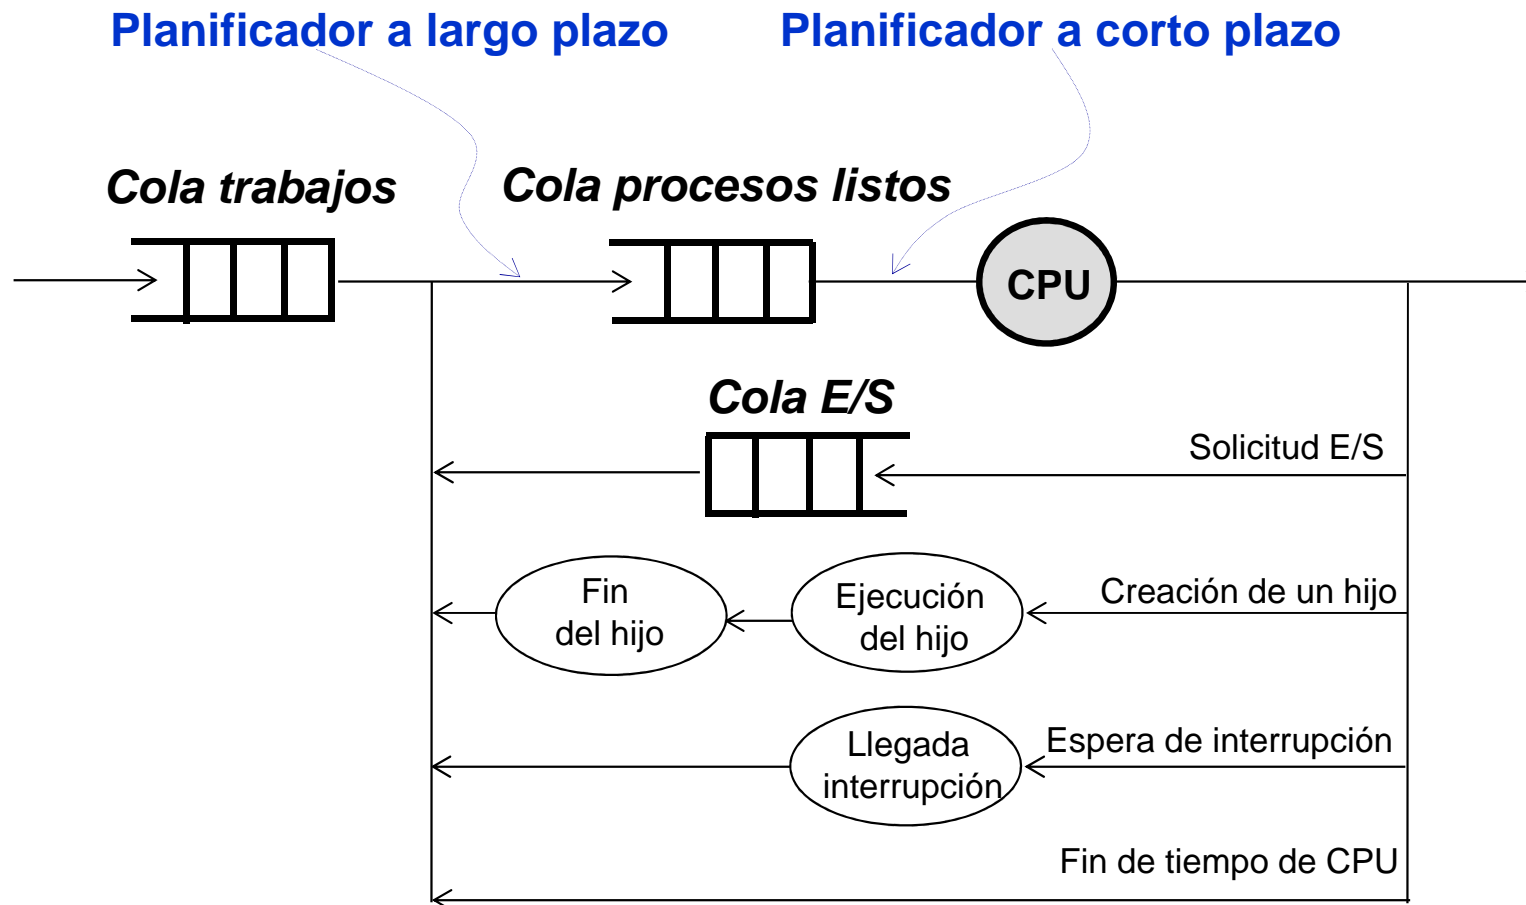 Planificador a largo plazo
Planificador a corto plazo
Cola trabajos
Cola procesos listos
CPU
Cola E/S
Solicitud E/S
Fin
del hijo
Ejecución
del hijo
Creación de un hijo
Llegada
interrupción
Espera de interrupción
Fin de tiempo de CPU